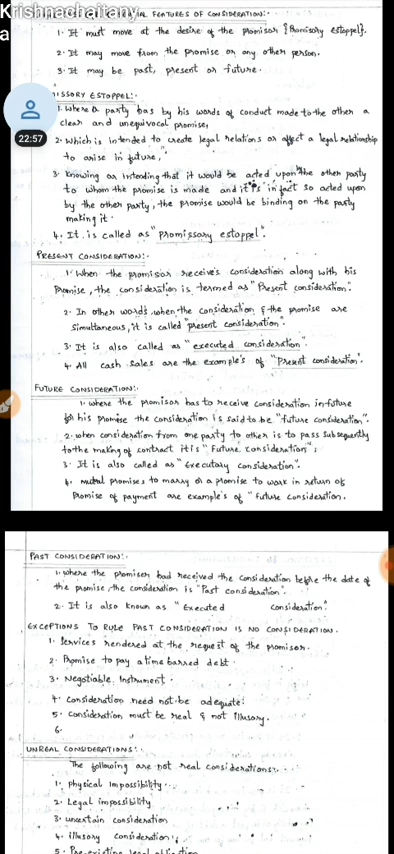 Krishnachaitany
a
FEATURES OF CONSIDERATION:-
1. It must move at the desire of the promisor {Promisory Estoppel}.
2. It may move from the promise or any other person.
3. It may be past, present or future.
ISSORY ESTOPPEL:-
1. Where a party has by his words or conduct made to the other a
clear and unequivocal promise,
22:57
2. Which is intended to create legal relations or affect a legal relationship
to arise in future,
3. Knowing or intending that it would be acted upon the other party
to whom the promise is made and it is in fact so acted upon
by the other party, the promise would be binding on the party
making it.
4. It is called as "promissory estoppel".
PRESENT CONSIDERATION:-
1. When the promisor receive's consideration along with his
Promise, the consideration is termed as "Present consideration".
2. In other words, when the consideration & the promise are
Simultaneous, it is called "present consideration".
3. It is also called as "executed consideration".
4. All cash sales are the example's of "Present consideration".
FUTURE CONSIDERATION:-
1. Where the promisor has to receive consideration in future
for his promise the consideration is said to be "future consideration".
2. when consideration from one party to other is to pass subsequently
to the making of contract it is "Future consideration";
3. It is also called as "Executary consideration".
4. mutual promises to marry or a promise to work in return of
Promise of payment are example's of "Future consideration.
PAST CONSIDERATION:-
1. Where the promiser had received the consideration before the date of
the promise, the consideration is "Past consideration".
2. It is also known as "Executed consideration".
EXCEPTIONS TO RULE PAST CONSIDERATION IS NO CONSIDERATION.
1. Services rendered at the request of the promisor.
2. Promise to pay a time barred debt.
3. Negotiable Instrument.
4. Consideration need not be adequate:
5. Consideration must be real & not Illusory.
6.
UNREAL CONSIDERATIONS:-
The following are not real considerations:-
1. Physical Impossibility.
2. Legal impossibility
3. uncertain consideration
4. illusory consideration
5. Pre-existing legal obligation